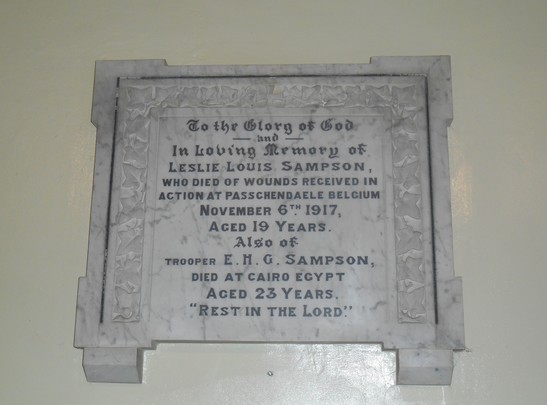 To the Glory of God
— and —
In Loving Memory of
LESLIE LOUIS SAMPSON,
WHO DIED OF WOUNDS RECEIVED IN
ACTION AT PASSCHENDAELE BELGIUM
NOVEMBER 6TH 1917,
AGED 19 YEARS.
Also of
TROOPER E. H. G. SAMPSON,
DIED AT CAIRO EGYPT
AGED 23 YEARS.
"REST IN THE LORD."